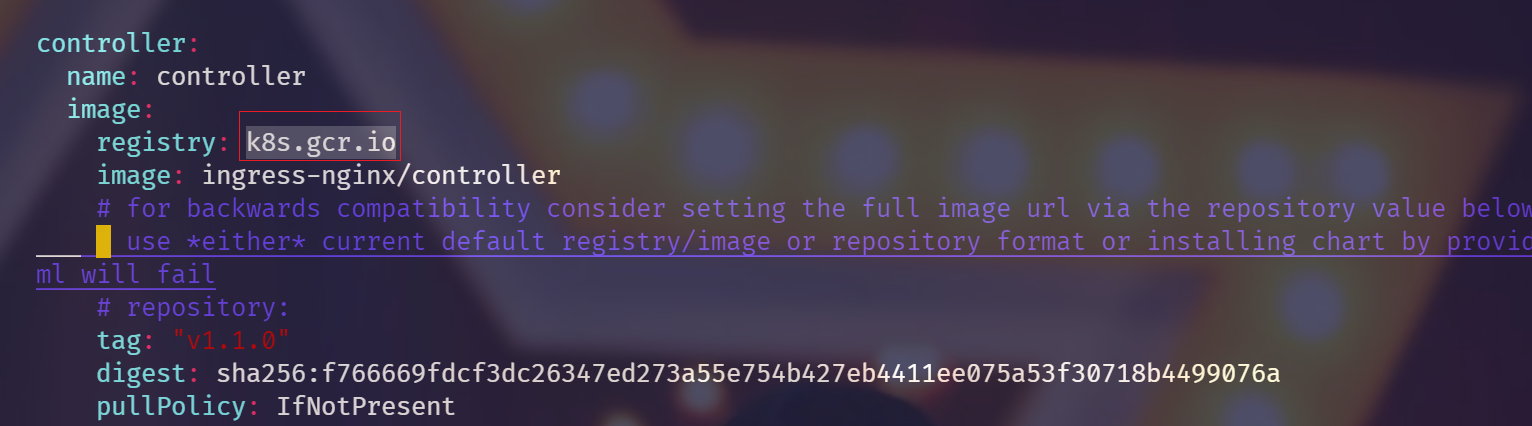 controller:
  name: controller
  image:
    registry: k8s.gcr.io
    image: ingress-nginx/controller
    # for backwards compatibility consider setting the full image url via the repository value below
    use *either* current default registry/image or repository format or installing chart by provid
ml will fail
    # repository:
    tag: "v1.1.0"
    digest: sha256:f766669fdcf3dc26347ed273a55e754b427eb4411ee075a53f30718b4499076a
    pullPolicy: IfNotPresent